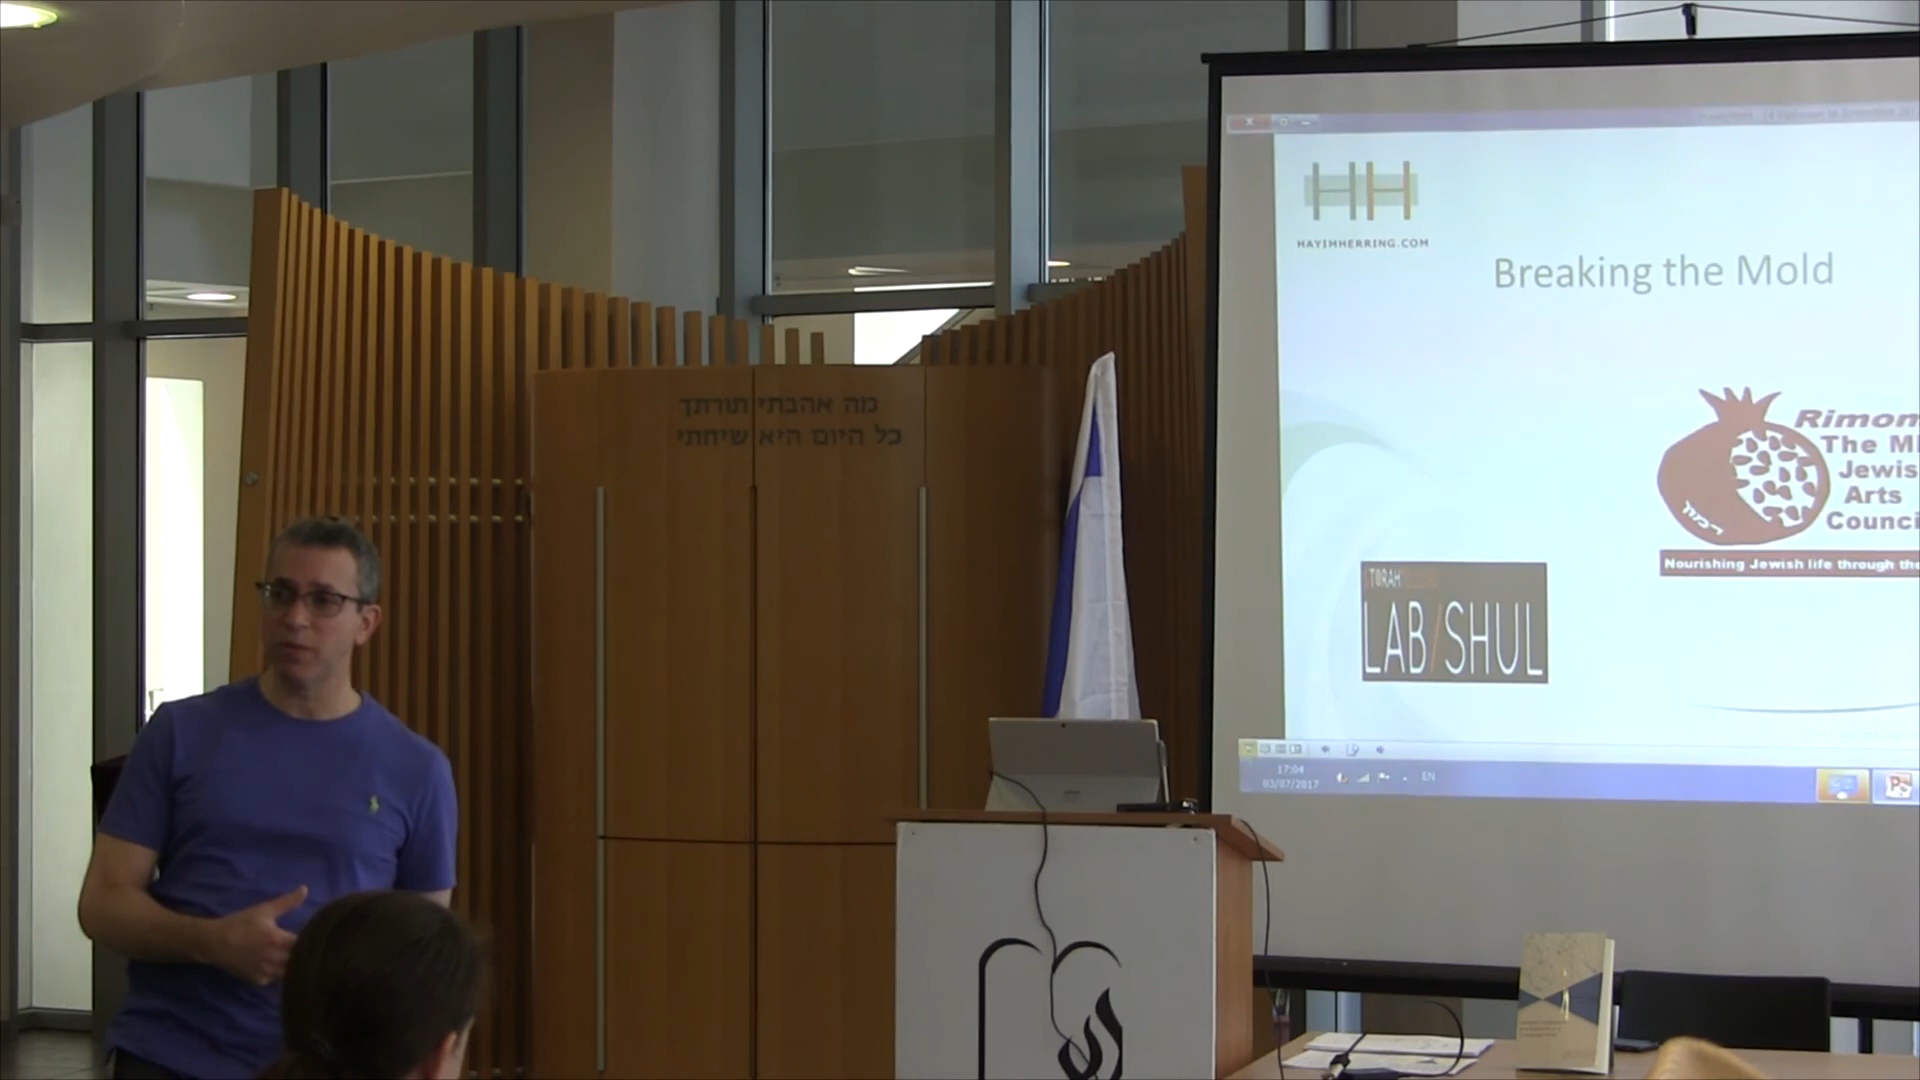 מה אהבתי תורתך
כל היום היא שיחתי
HAYIMHERRING.COM
Breaking the Mold
Rimon
The
Jewis
Arts
Counci
רמון
Nourishing Jewish life through the
TORAH
LAB/SHUL
17:04
03/07/2017
EN